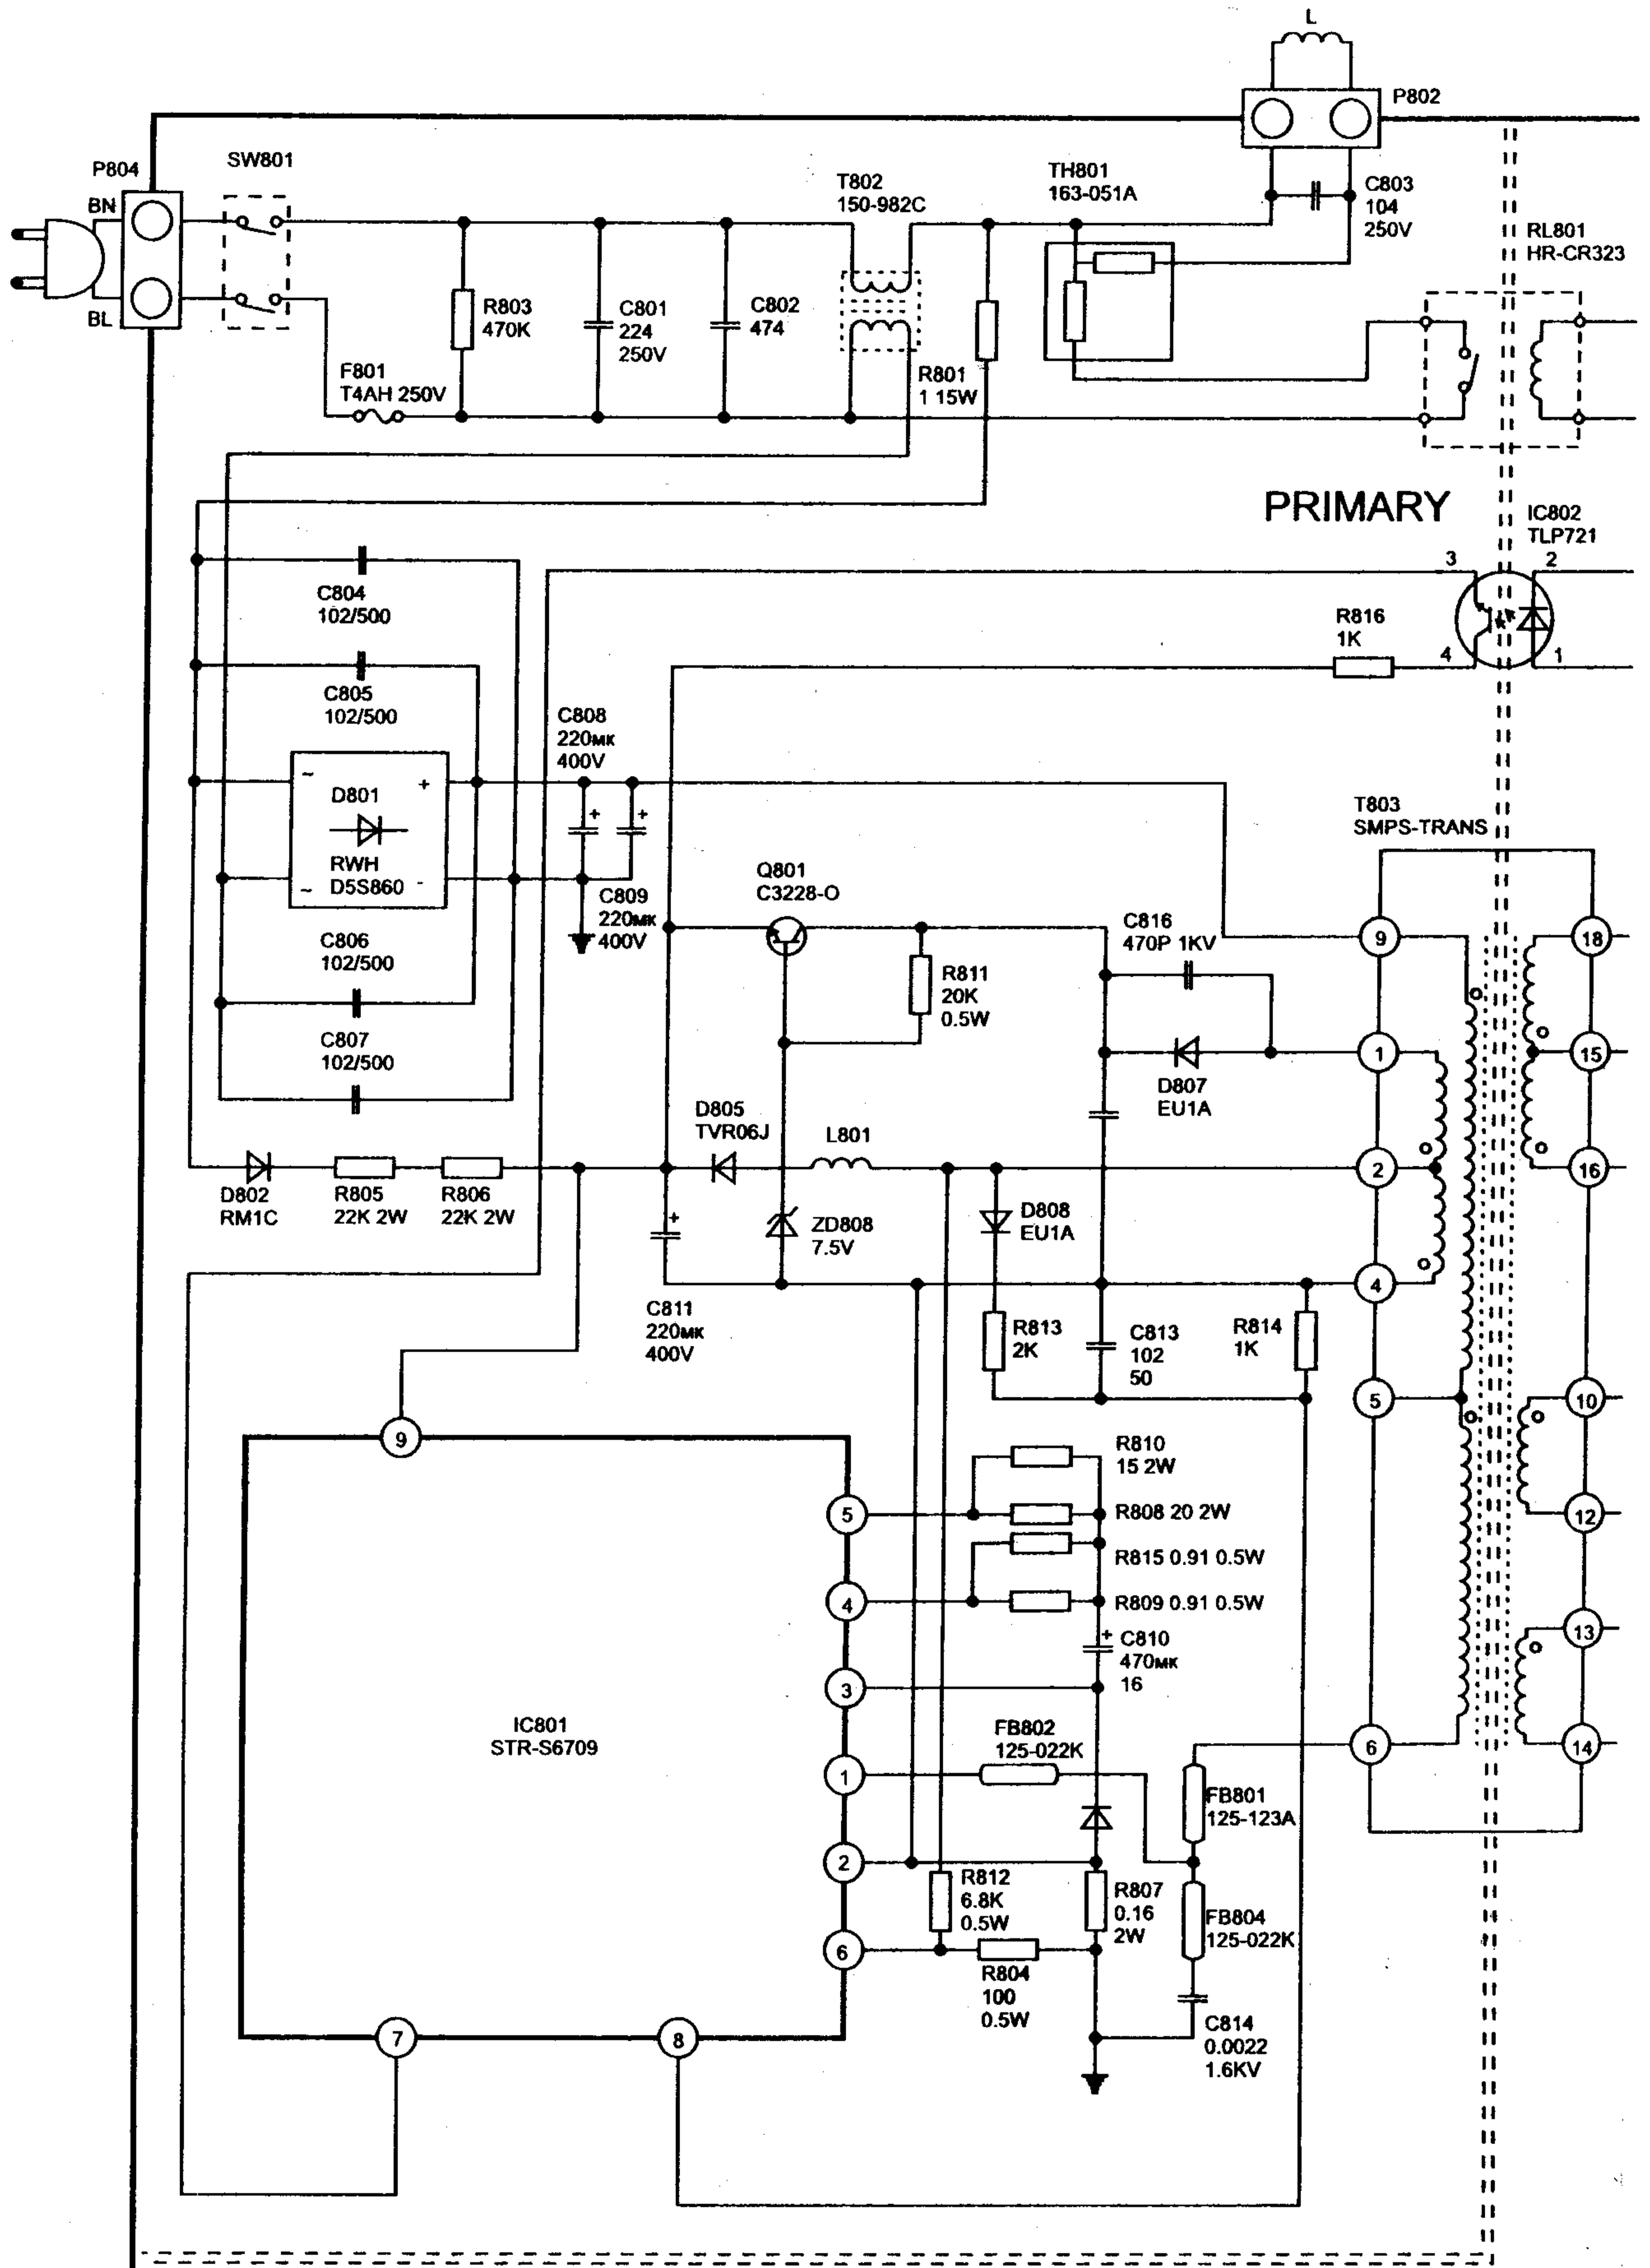 L
P802
P804
SW801
BN
BL
T802
150-982C
TH801
163-051A
C803
104
250V
RL801
HR-CR323
R803
470K
C801
224
250V
C802
474
F801
T4AH 250V
R801
1 15W
PRIMARY
IC802
TLP721
3
2
R816
1K
4
1
C804
102/500
C805
102/500
C808
220мк
400V
~
+
D801
RWH
D5S860
~
-
+
+
C809
220мк
400V
Q801
C3228-O
T803
SMPS-TRANS
C816
470P 1KV
9
18
C806
102/500
R811
20K
0.5W
C807
102/500
1
15
D807
EU1A
D805
TVR06J
L801
2
16
D802
RM1C
R805
22K 2W
R806
22K 2W
+
ZD808
7.5V
D808
EU1A
4
C811
220мк
400V
R813
2K
C813
102
50
R814
1K
5
10
9
R810
15 2W
5
R808 20 2W
12
R815 0.91 0.5W
4
R809 0.91 0.5W
13
+
C810
470мк
16
3
IC801
STR-S6709
FB802
125-022K
6
14
1
FB801
125-123A
2
R812
6.8K
0.5W
R807
0.16
2W
FB804
125-022K
6
R804
100
0.5W
7
8
C814
0.0022
1.6KV